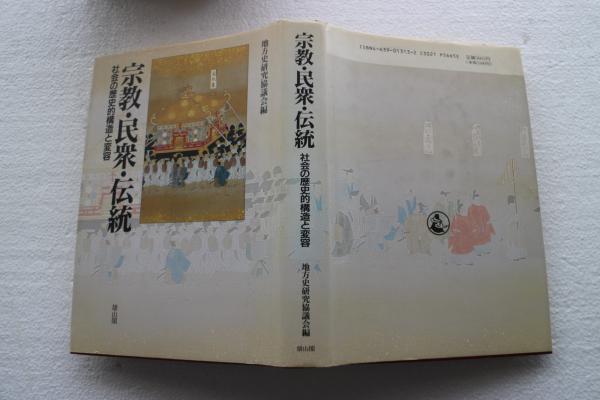 宗教・民衆・伝統
社会の歴史的構造と変容
地方史研究協議会編
雄山閣
宗教・民衆・伝統
社会の歴史的構造と変容
地方史研究協議会編
雄山閣